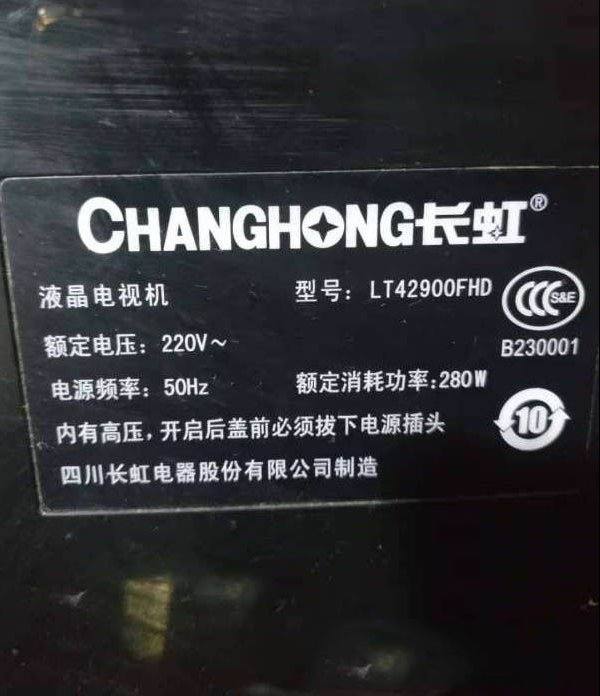 CHANGHONG长虹®
液晶电视机 型号：LT42900FHD
CCC S&E
额定电压：220V～
B230001
电源频率：50Hz 额定消耗功率：280W
内有高压，开启后盖前必须拔下电源插头
10
四川长虹电器股份有限公司制造